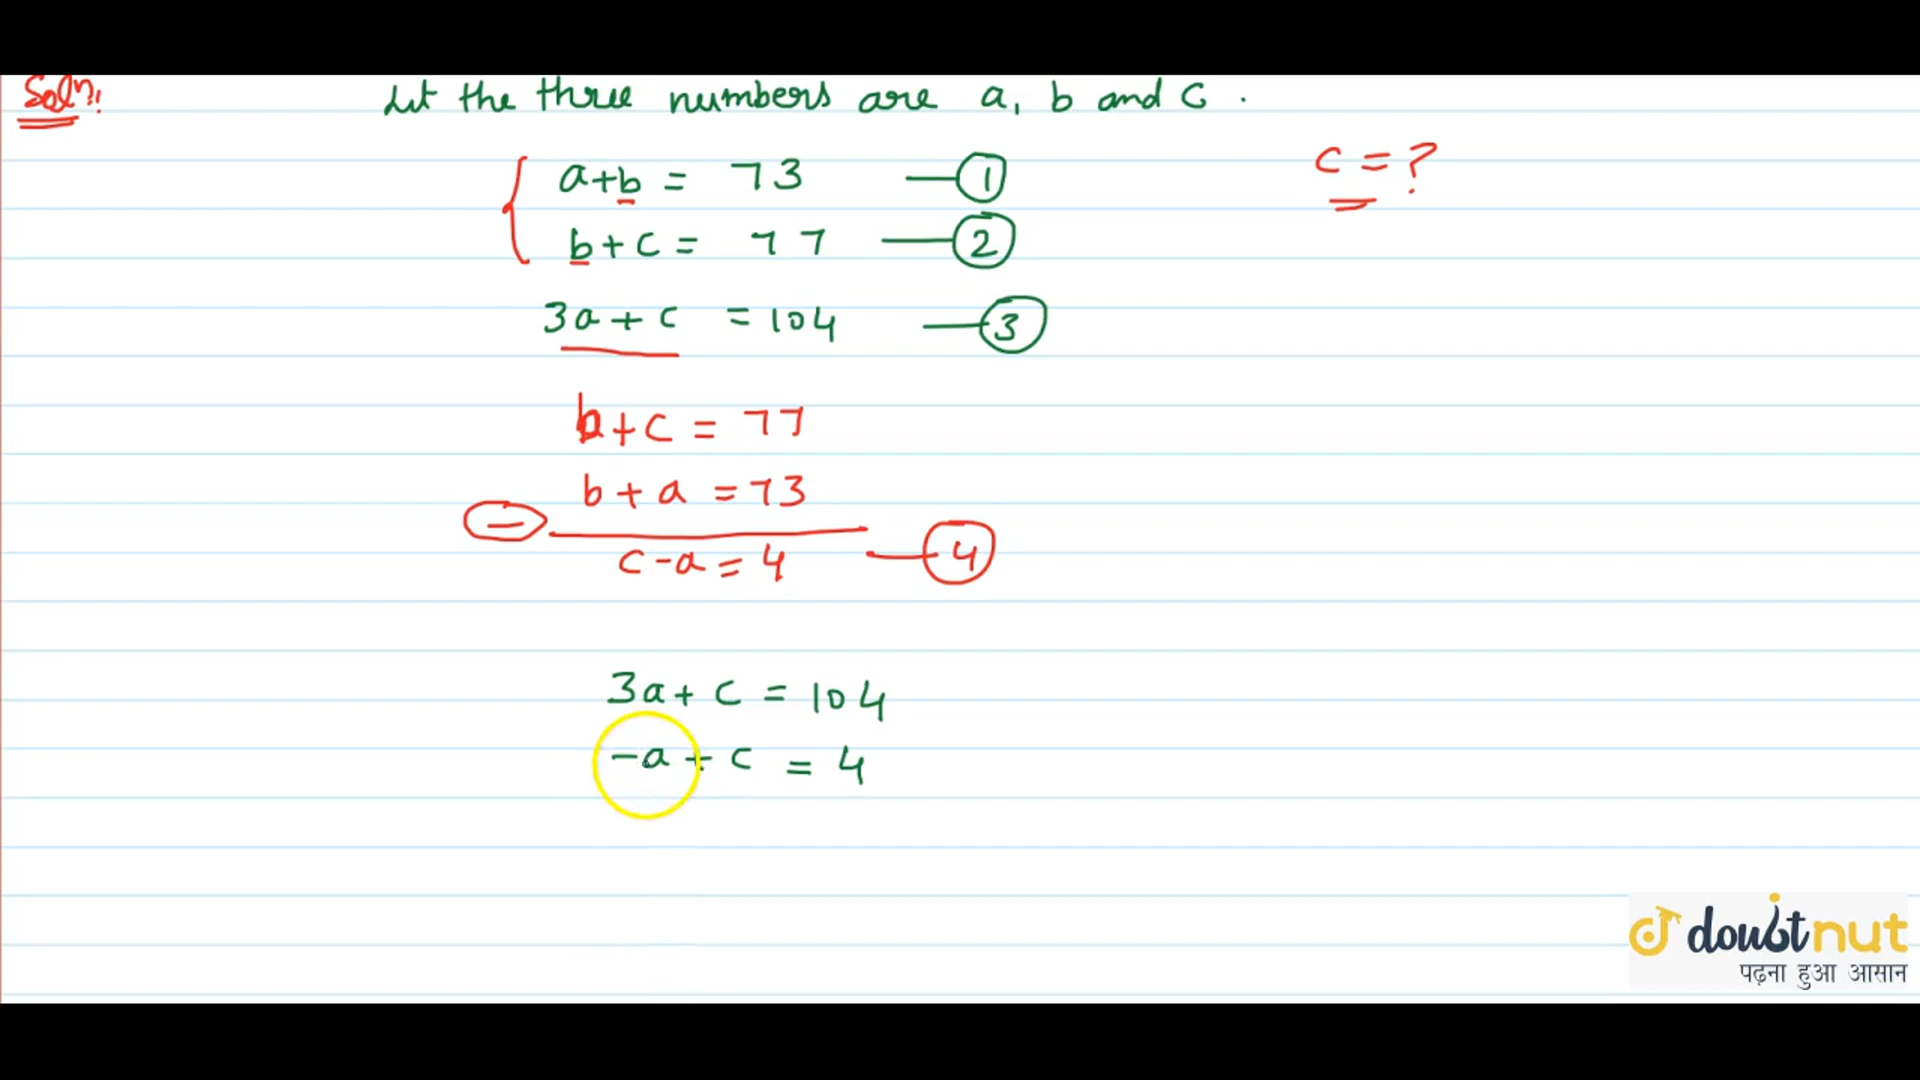 Soln:
Let the three numbers are a, b and c .
a+b = 73 — 1
c = ?
b+c = 77 — 2
3a + c = 104 — 3
b+c = 77
b + a = 73
—
c-a = 4 — 4
3a + c = 104
-a + c = 4
doubtnut
पढ़ना हुआ आसान